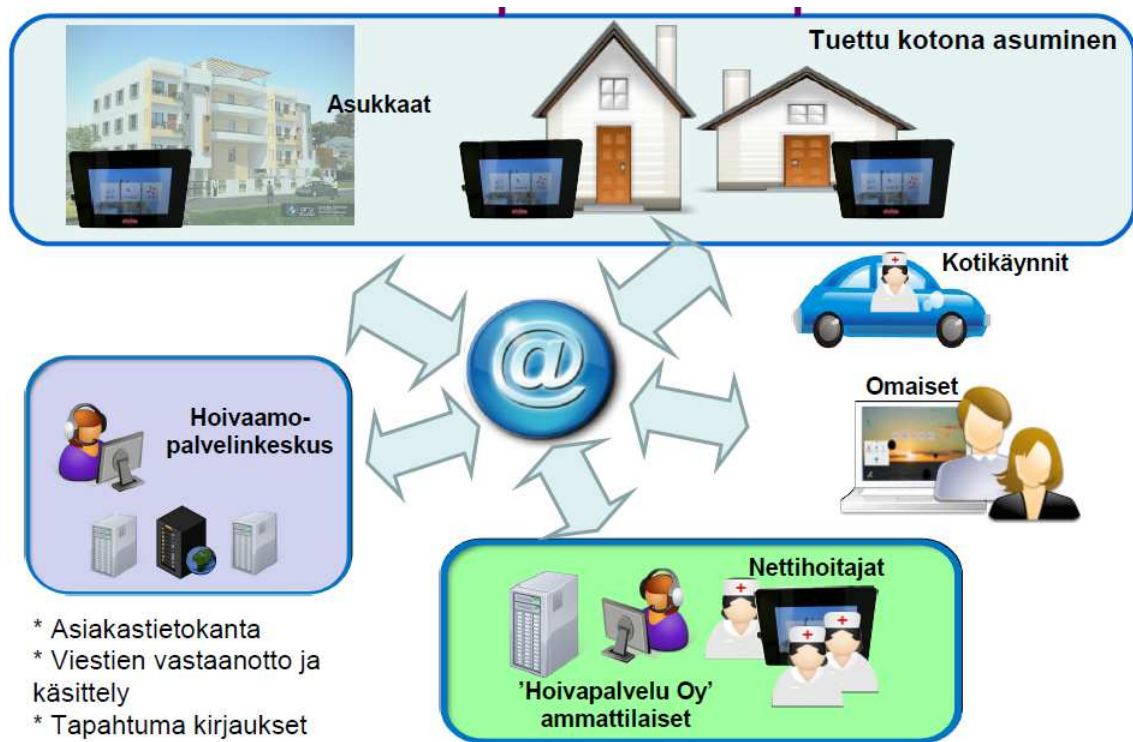 Tuettu kotona asuminen
Asukkaat
Kotikäynnit
@
Omaiset
Hoivaamo-
palvelinkeskus
Nettihoitajat
'Hoivapalvelu Oy'
ammattilaiset
* Asiakastietokanta
* Viestien vastaanotto ja
käsittely
* Tapahtuma kirjaukset